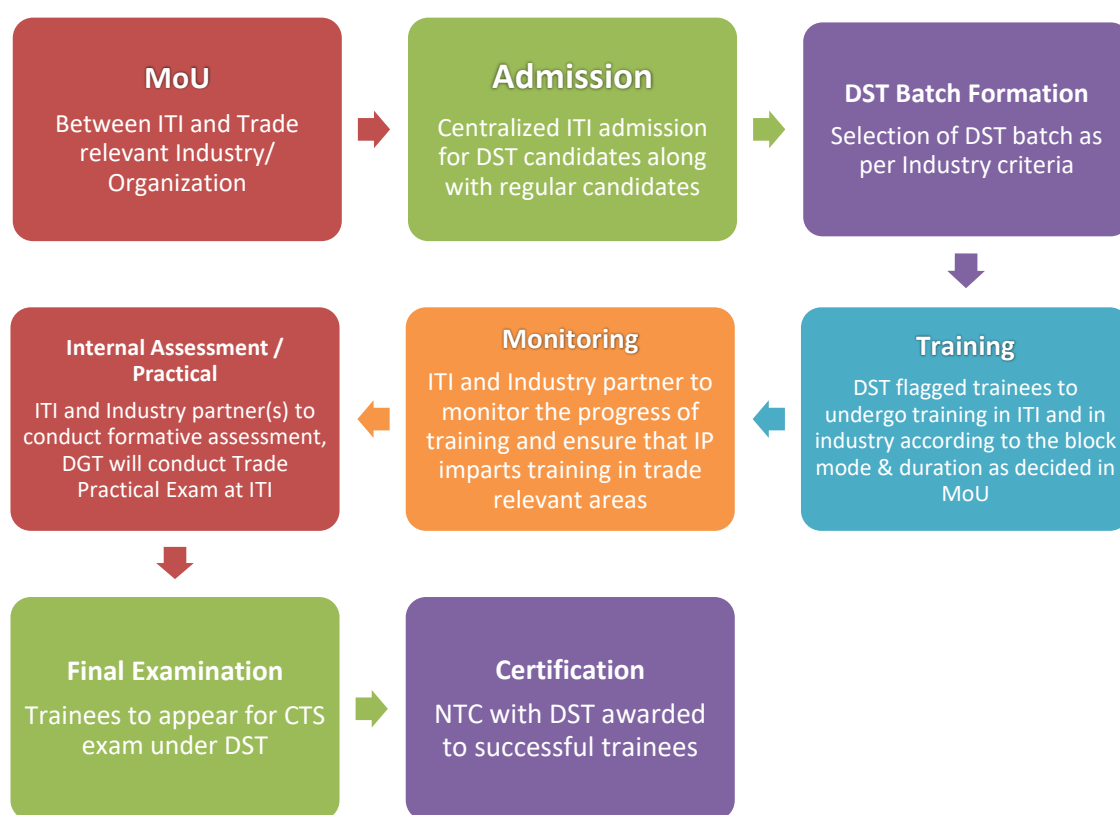 MoU
Between ITI and Trade
relevant Industry/
Organization
Admission
Centralized ITI admission
for DST candidates along
with regular candidates
DST Batch Formation
Selection of DST batch as
per Industry criteria
Training
DST flagged trainees to
undergo training in ITI and in
industry according to the block
mode & duration as decided in
MoU
Monitoring
ITI and Industry partner to
monitor the progress of
training and ensure that IP
imparts training in trade
relevant areas
Internal Assessment /
Practical
ITI and Industry partner(s) to
conduct formative assessment,
DGT will conduct Trade
Practical Exam at ITI
Final Examination
Trainees to appear for CTS
exam under DST
Certification
NTC with DST awarded
to successful trainees